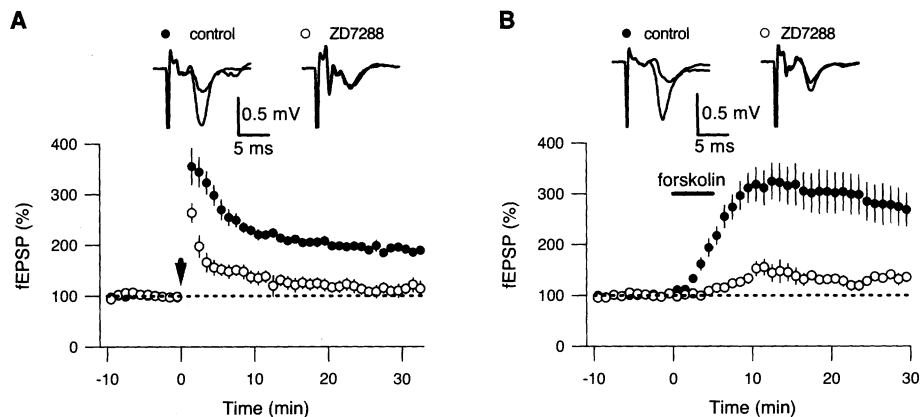 A
control
ZD7288
0.5 mV
5 ms
fEPSP (%)
400
300
200
100
0
-10
0
10
20
30
Time (min)
B
control
ZD7288
0.5 mV
5 ms
forskolin
fEPSP (%)
400
300
200
100
0
-10
0
10
20
30
Time (min)